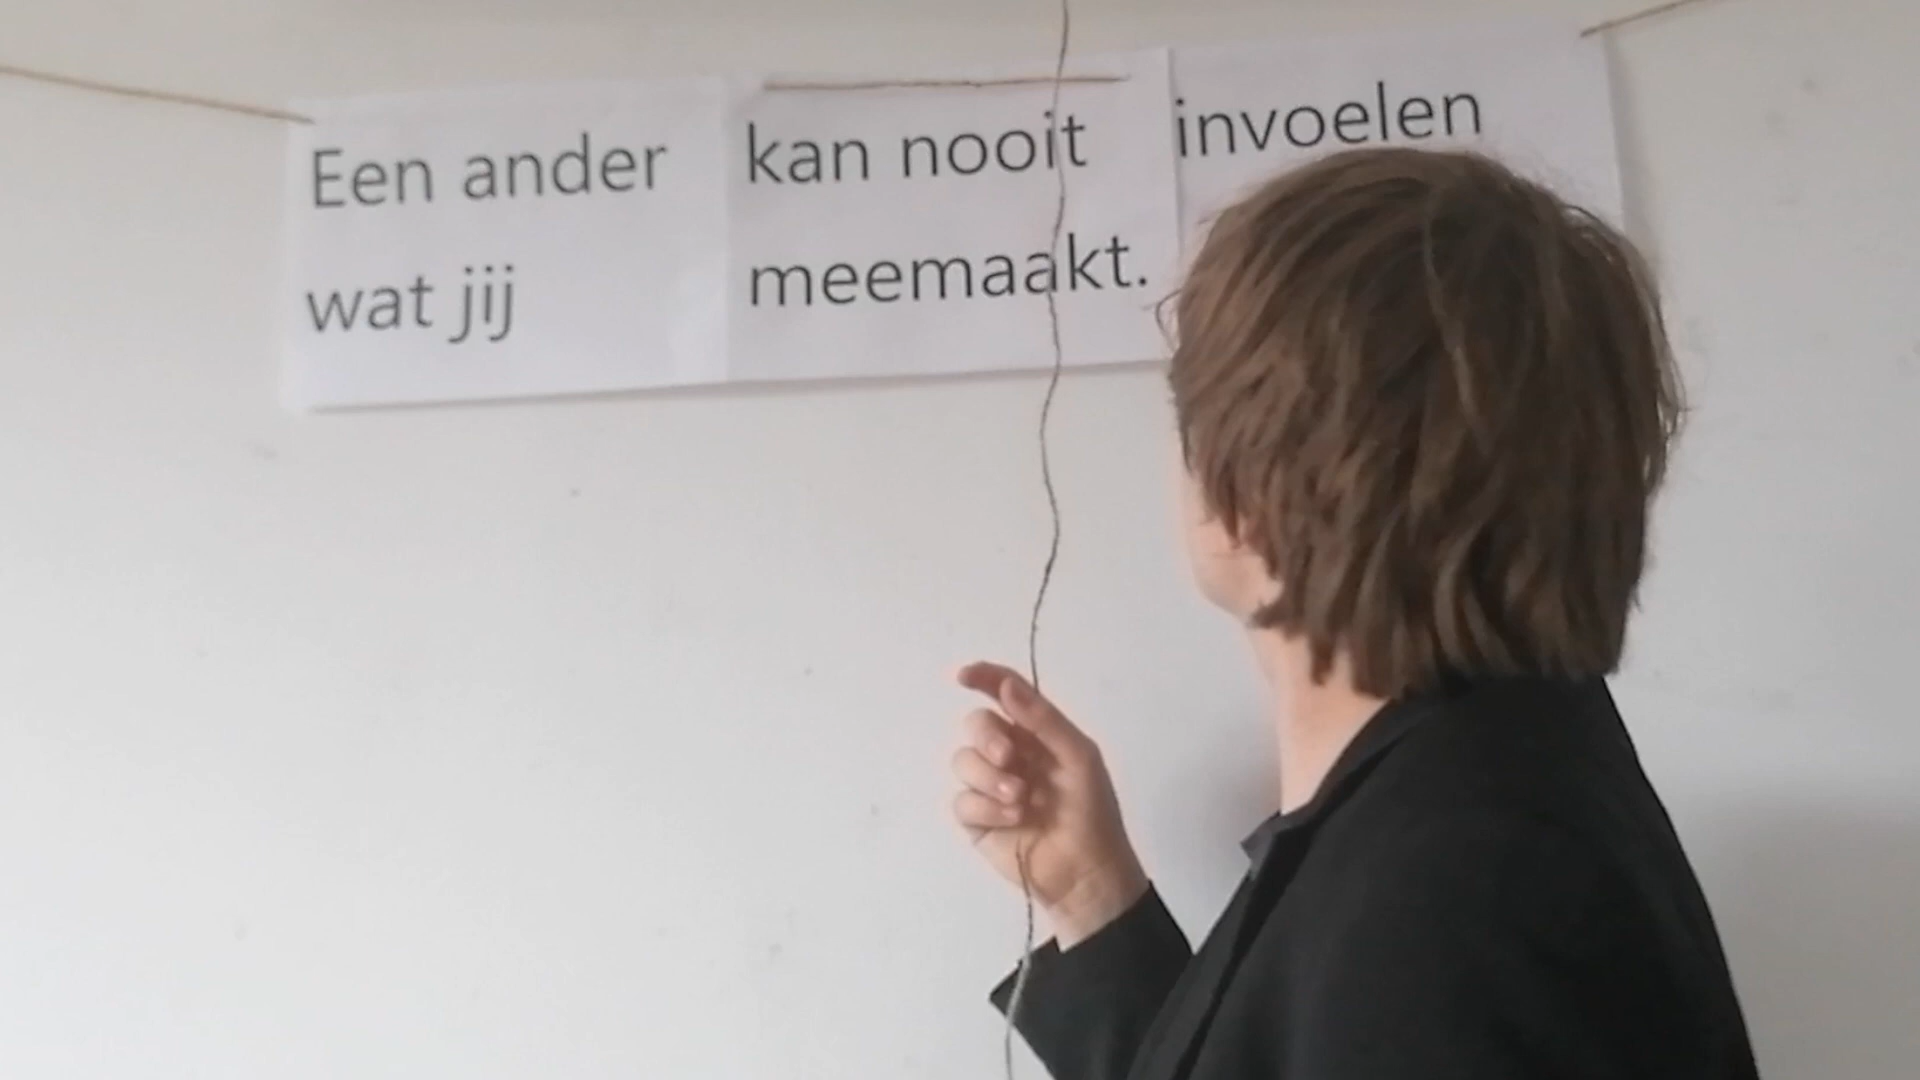 Een ander kan nooit invoelen
wat jij meemaakt.